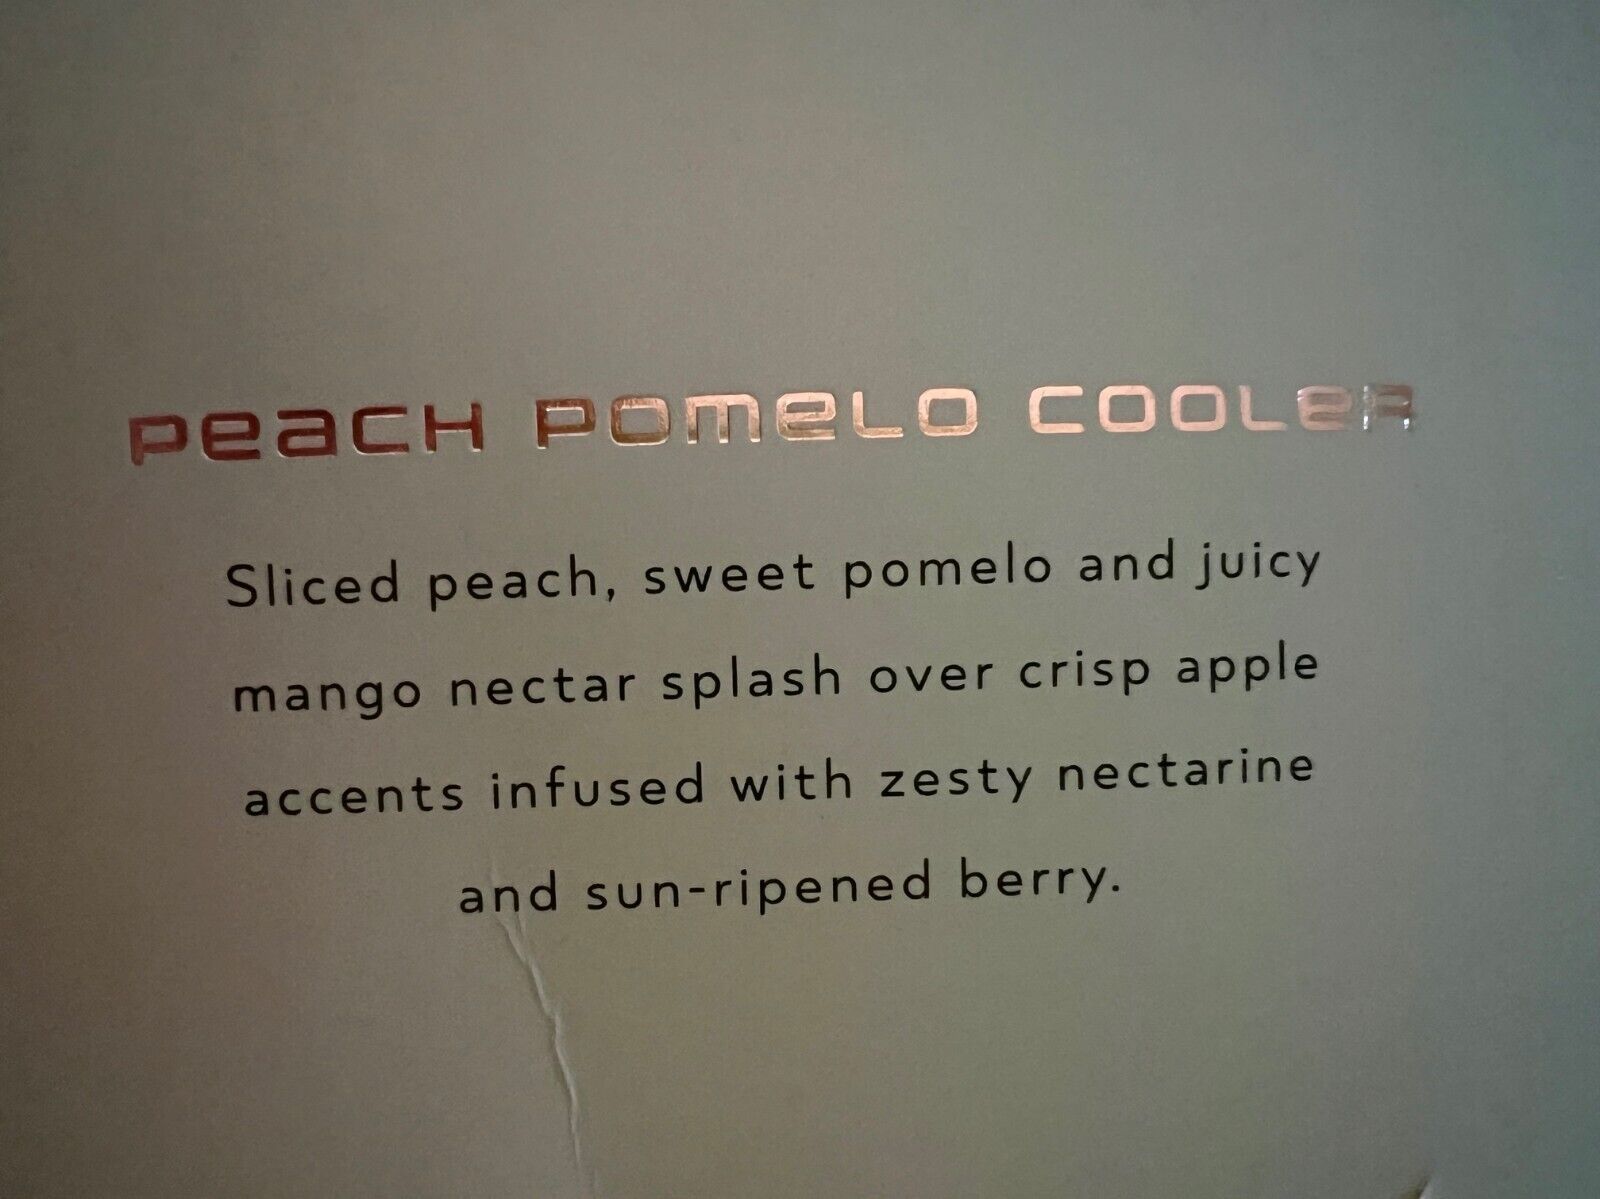 PEACH POMELO COOLER
Sliced peach, sweet pomelo and juicy
mango nectar splash over crisp apple
accents infused with zesty nectarine
and sun-ripened berry.